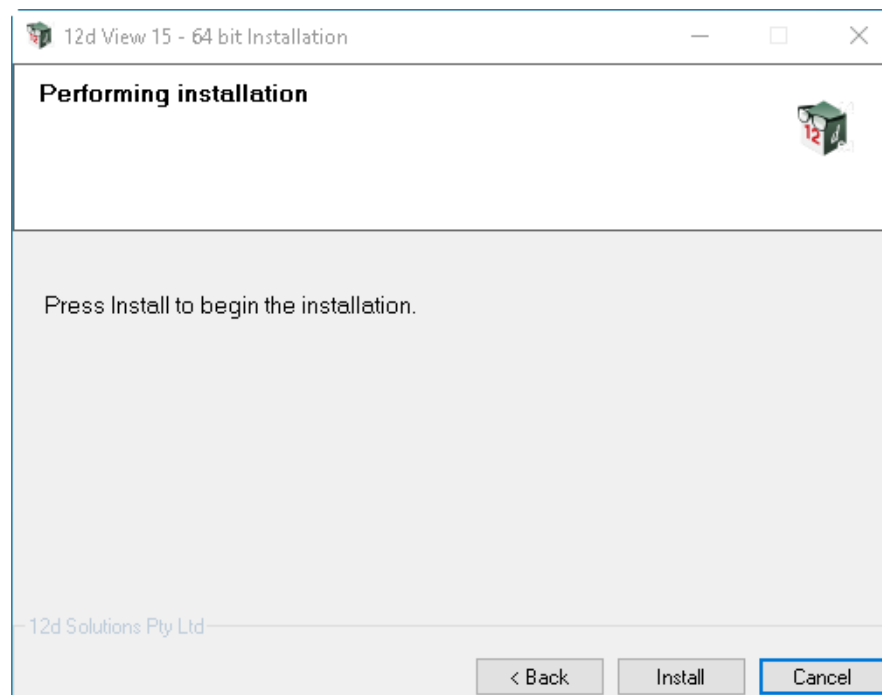 12d View 15 - 64 bit Installation
Performing installation
12 d
Press Install to begin the installation.
12d Solutions Pty Ltd
< Back Install Cancel